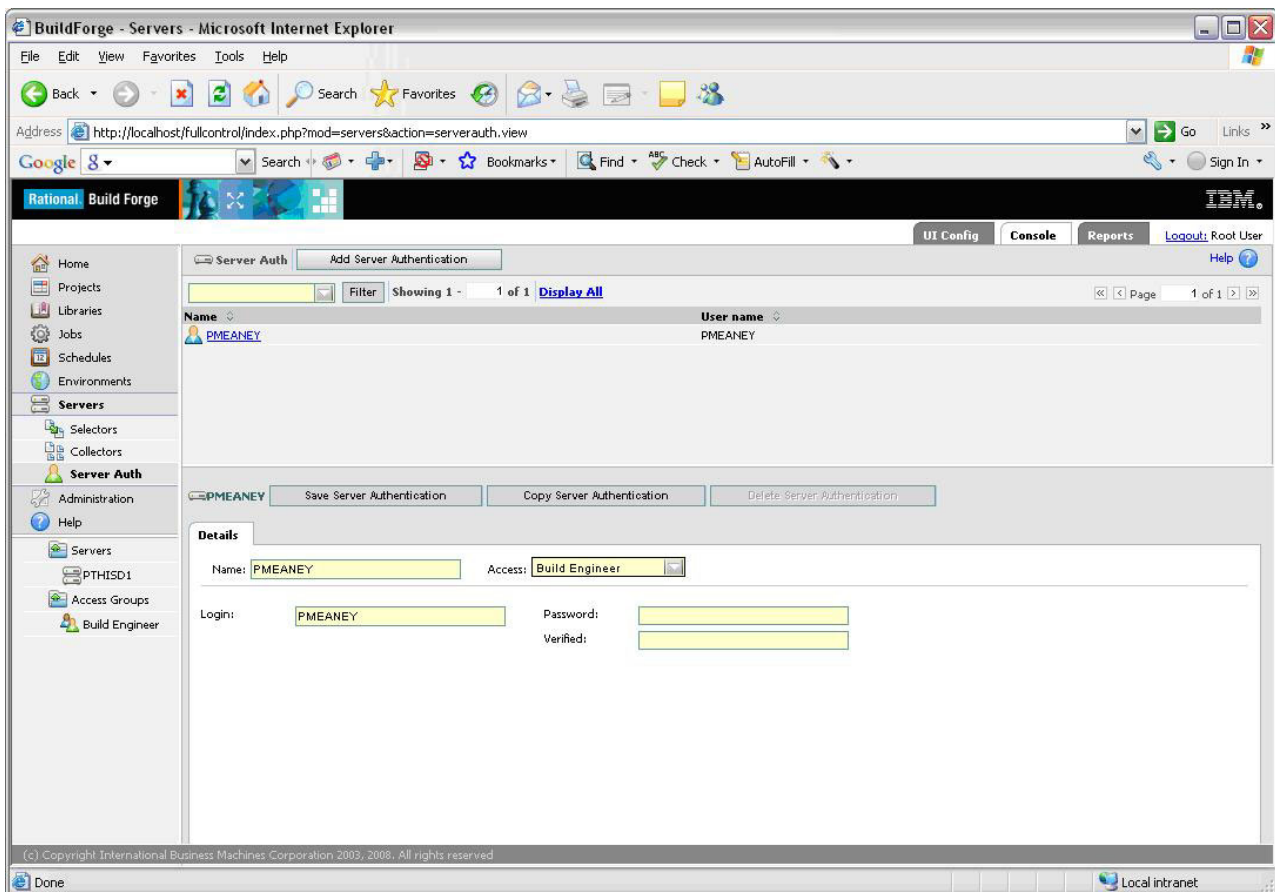 BuildForge - Servers - Microsoft Internet Explorer
File Edit View Favorites Tools Help
Back Search Favorites
Address http://localhost/fullcontrol/index.php?mod=servers&action=serverauth.view Go Links »
Google Search Bookmarks Find ABC Check AutoFill Sign In
Rational. Build Forge IBM.
UI Config Console Reports Logout: Root User
Home
Projects
Libraries
Jobs
12 Schedules
Environments
Servers
Selectors
Collectors
Server Auth
Administration
Help
Servers
PTHISD1
Access Groups
Build Engineer
Server Auth Add Server Authentication Help
Filter Showing 1 - 1 of 1 Display All Page 1 of 1
Name User name
PMEANEY PMEANEY
PMEANEY Save Server Authentication Copy Server Authentication Delete Server Authentication
Details
Name: PMEANEY Access: Build Engineer
Login: PMEANEY Password:
Verified:
(c) Copyright International Business Machines Corporation 2003, 2008. All rights reserved
Done Local intranet